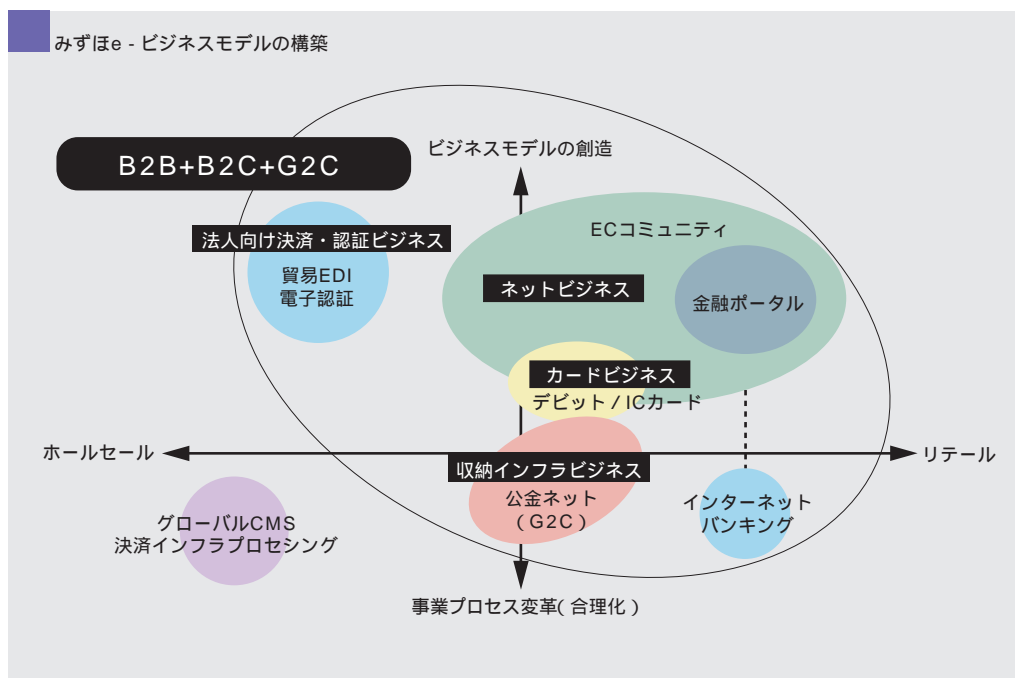 みずほe - ビジネスモデルの構築
B2B+B2C+G2C
ビジネスモデルの創造
法人向け決済・認証ビジネス
貿易EDI
電子認証
ECコミュニティ
ネットビジネス
金融ポータル
カードビジネス
デビット / ICカード
ホールセール
リテール
収納インフラビジネス
公金ネット
( G2C )
インターネット
バンキング
グローバルCMS
決済インフラプロセシング
事業プロセス変革( 合理化 )